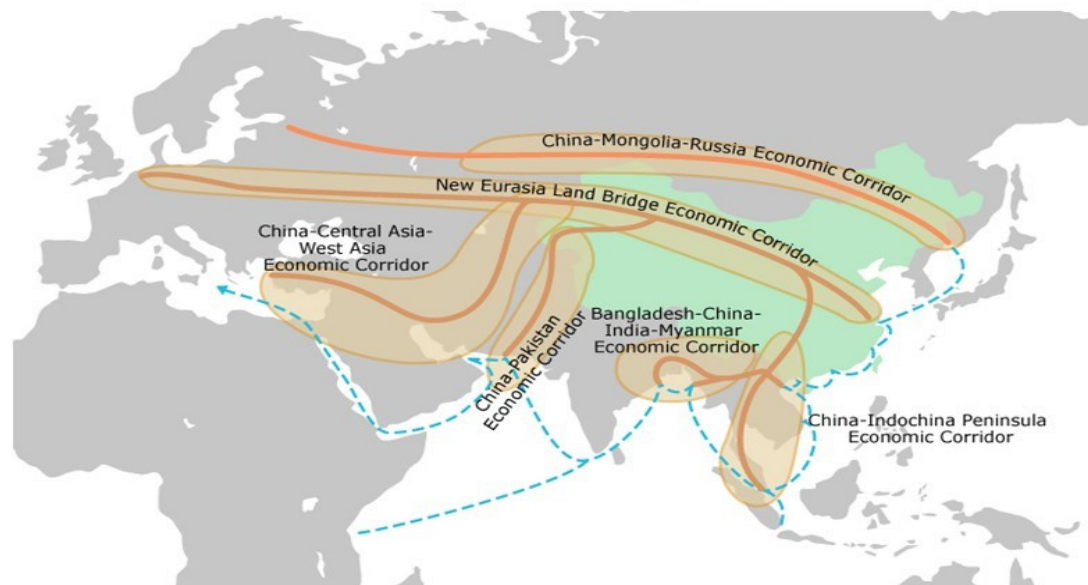 China-Mongolia-Russia Economic Corridor
New Eurasia Land Bridge Economic Corridor
China-Central Asia-
West Asia
Economic Corridor
China-Pakistan
Economic Corridor
Bangladesh-China-
India-Myanmar
Economic Corridor
China-Indochina Peninsula
Economic Corridor